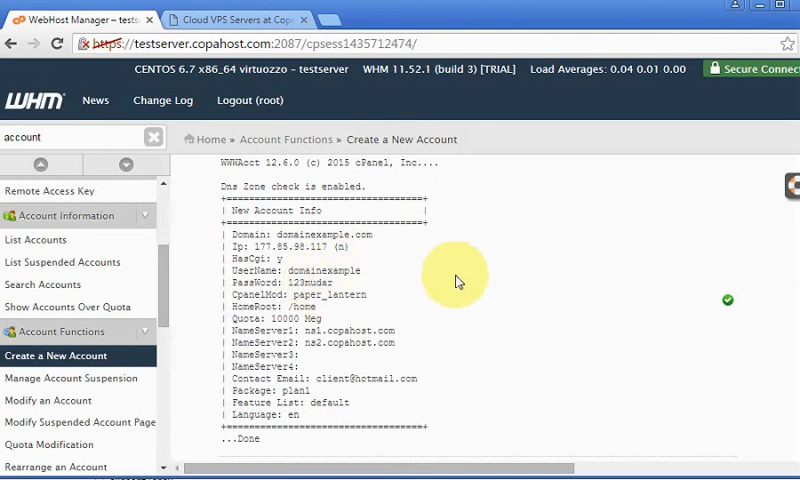 WebHost Manager – tests
Cloud VPS Servers at Copa
https://testserver.copahost.com:2087/cpsess1435712474/
CENTOS 6.7 x86_64 virtuozzo – testserver WHM 11.52.1 (build 3) [TRIAL] Load Averages: 0.04 0.01 0.00 Secure Connect
WHM News Change Log Logout (root)
account
Home » Account Functions » Create a New Account
Remote Access Key
Account Information
List Accounts
List Suspended Accounts
Search Accounts
Show Accounts Over Quota
Account Functions
Create a New Account
Manage Account Suspension
Modify an Account
Modify Suspended Account Page
Quota Modification
Rearrange an Account
WWWAcct 12.6.0 (c) 2015 cPanel, Inc....
Dns Zone check is enabled.
+===================================+
| New Account Info |
+===================================+
| Domain: domainexample.com
| Ip: 177.85.98.117 (n)
| HasCgi: y
| UserName: domainexample
| PassWord: 123mudar
| CpanelMod: paper_lantern
| HomeRoot: /home
| Quota: 10000 Meg
| NameServer1: ns1.copahost.com
| NameServer2: ns2.copahost.com
| NameServer3:
| NameServer4:
| Contact Email: client@hotmail.com
| Package: plan1
| Feature List: default
| Language: en
+===================================+
...Done